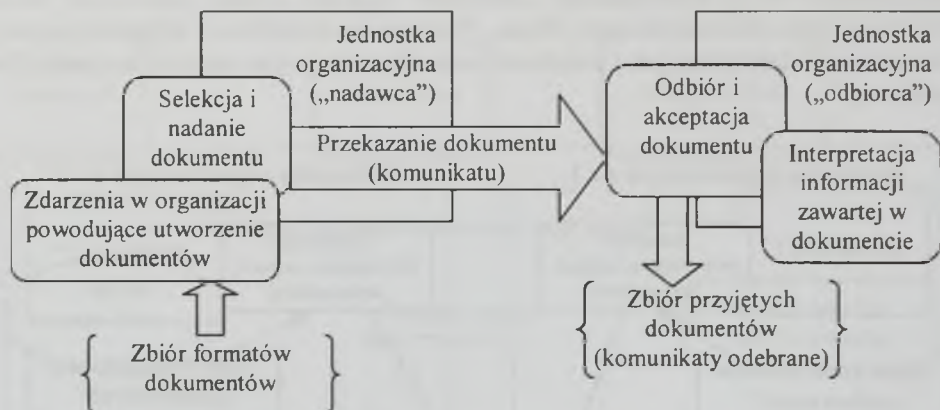 Jednostka
organizacyjna
(„nadawca”)
Selekcja i
nadanie
dokumentu
Zdarzenia w organizacji
powodujące utworzenie
dokumentów
Zbiór formatów
dokumentów
Przekazanie dokumentu
(komunikatu)
Jednostka
organizacyjna
(„odbiorca”)
Odbiór i
akceptacja
dokumentu
Interpretacja
informacji
zawartej w
dokumencie
Zbiór przyjętych
dokumentów
(komunikaty odebrane)